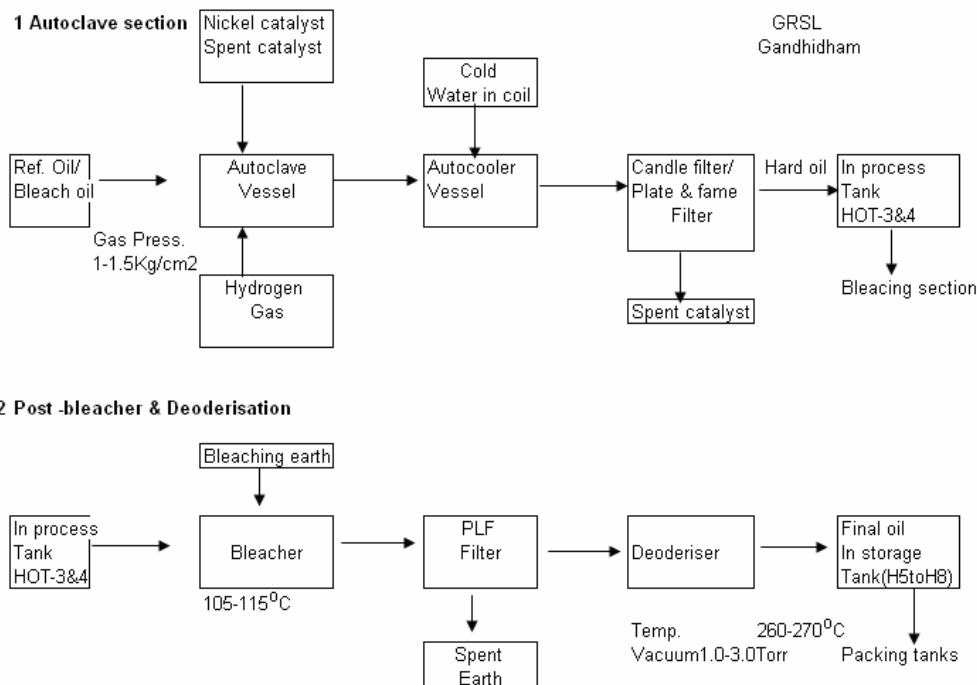 1 Autoclave section
Nickel catalyst
Spent catalyst
GRSL
Gandhidham
Cold
Water in coil
Ref. Oil/
Bleach oil
Autoclave
Vessel
Autocooler
Vessel
Candle filter/
Plate & fame
Filter
Hard oil
In process
Tank
HOT-3&4
Gas Press.
1-1.5Kg/cm2
Hydrogen
Gas
Spent catalyst
Bleacing section
2 Post -bleacher & Deoderisation
Bleaching earth
In process
Tank
HOT-3&4
Bleacher
105-115⁰C
PLF
Filter
Deoderiser
Final oil
In storage
Tank(H5toH8)
Temp. 260-270⁰C
Vacuum1.0-3.0Torr
Packing tanks
Spent
Earth